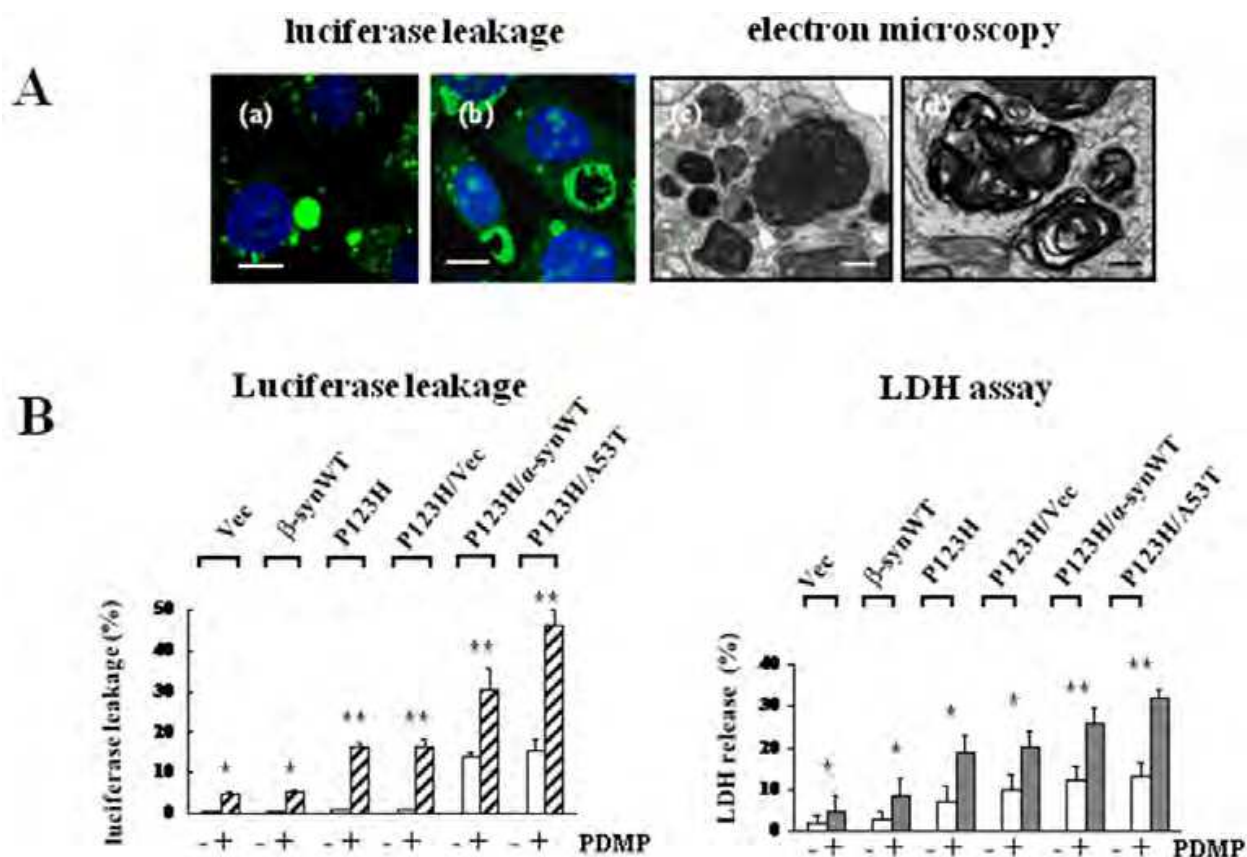 luciferase leakage electron microscopy
A
(a) (b) (c) (d)
B
Luciferase leakage
Vec
β-synWT
P123H
P123H/Vec
P123H/α-synWT
P123H/A53T
luciferase leakage (%)
50
40
30
20
10
0
* * ** ** ** **
- + - + - + - + - + - + PDMP
LDH assay
Vec
β-synWT
P123H
P123H/Vec
P123H/α-synWT
P123H/A53T
LDH release (%)
40
30
20
10
0
* * * * ** **
- + - + - + - + - + - + PDMP